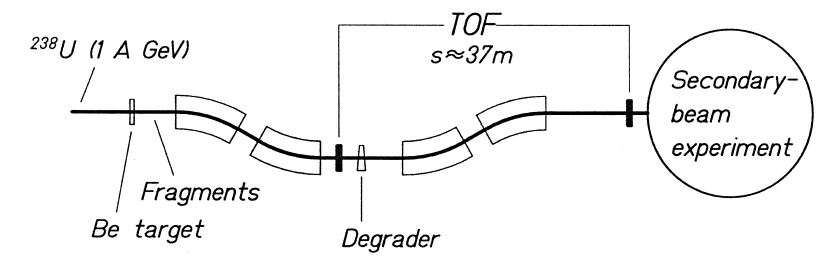 TOF
s≈37m
²³⁸U (1 A GeV)
Secondary-
beam
experiment
Fragments
Be target
Degrader